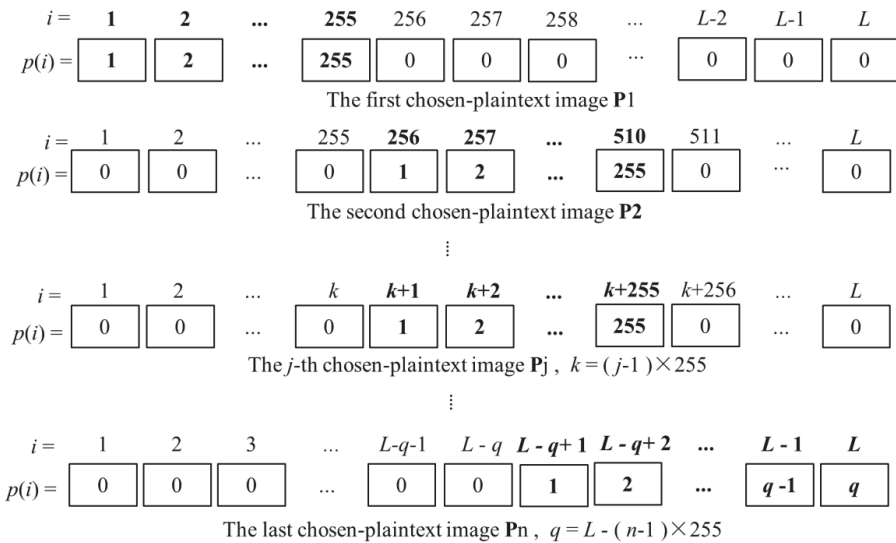 i = 1 2 ... 255 256 257 258 ... L-2 L-1 L
p(i) = 1 2 ... 255 0 0 0 ... 0 0 0
The first chosen-plaintext image P1
i = 1 2 ... 255 256 257 ... 510 511 ... L
p(i) = 0 0 ... 0 1 2 ... 255 0 ... 0
The second chosen-plaintext image P2
⋮
i = 1 2 ... k k+1 k+2 ... k+255 k+256 ... L
p(i) = 0 0 ... 0 1 2 ... 255 0 ... 0
The j-th chosen-plaintext image Pj , k = ( j-1 )×255
⋮
i = 1 2 3 ... L-q-1 L - q L - q+ 1 L - q+ 2 ... L - 1 L
p(i) = 0 0 0 ... 0 0 1 2 ... q -1 q
The last chosen-plaintext image Pn , q = L - ( n-1 )×255